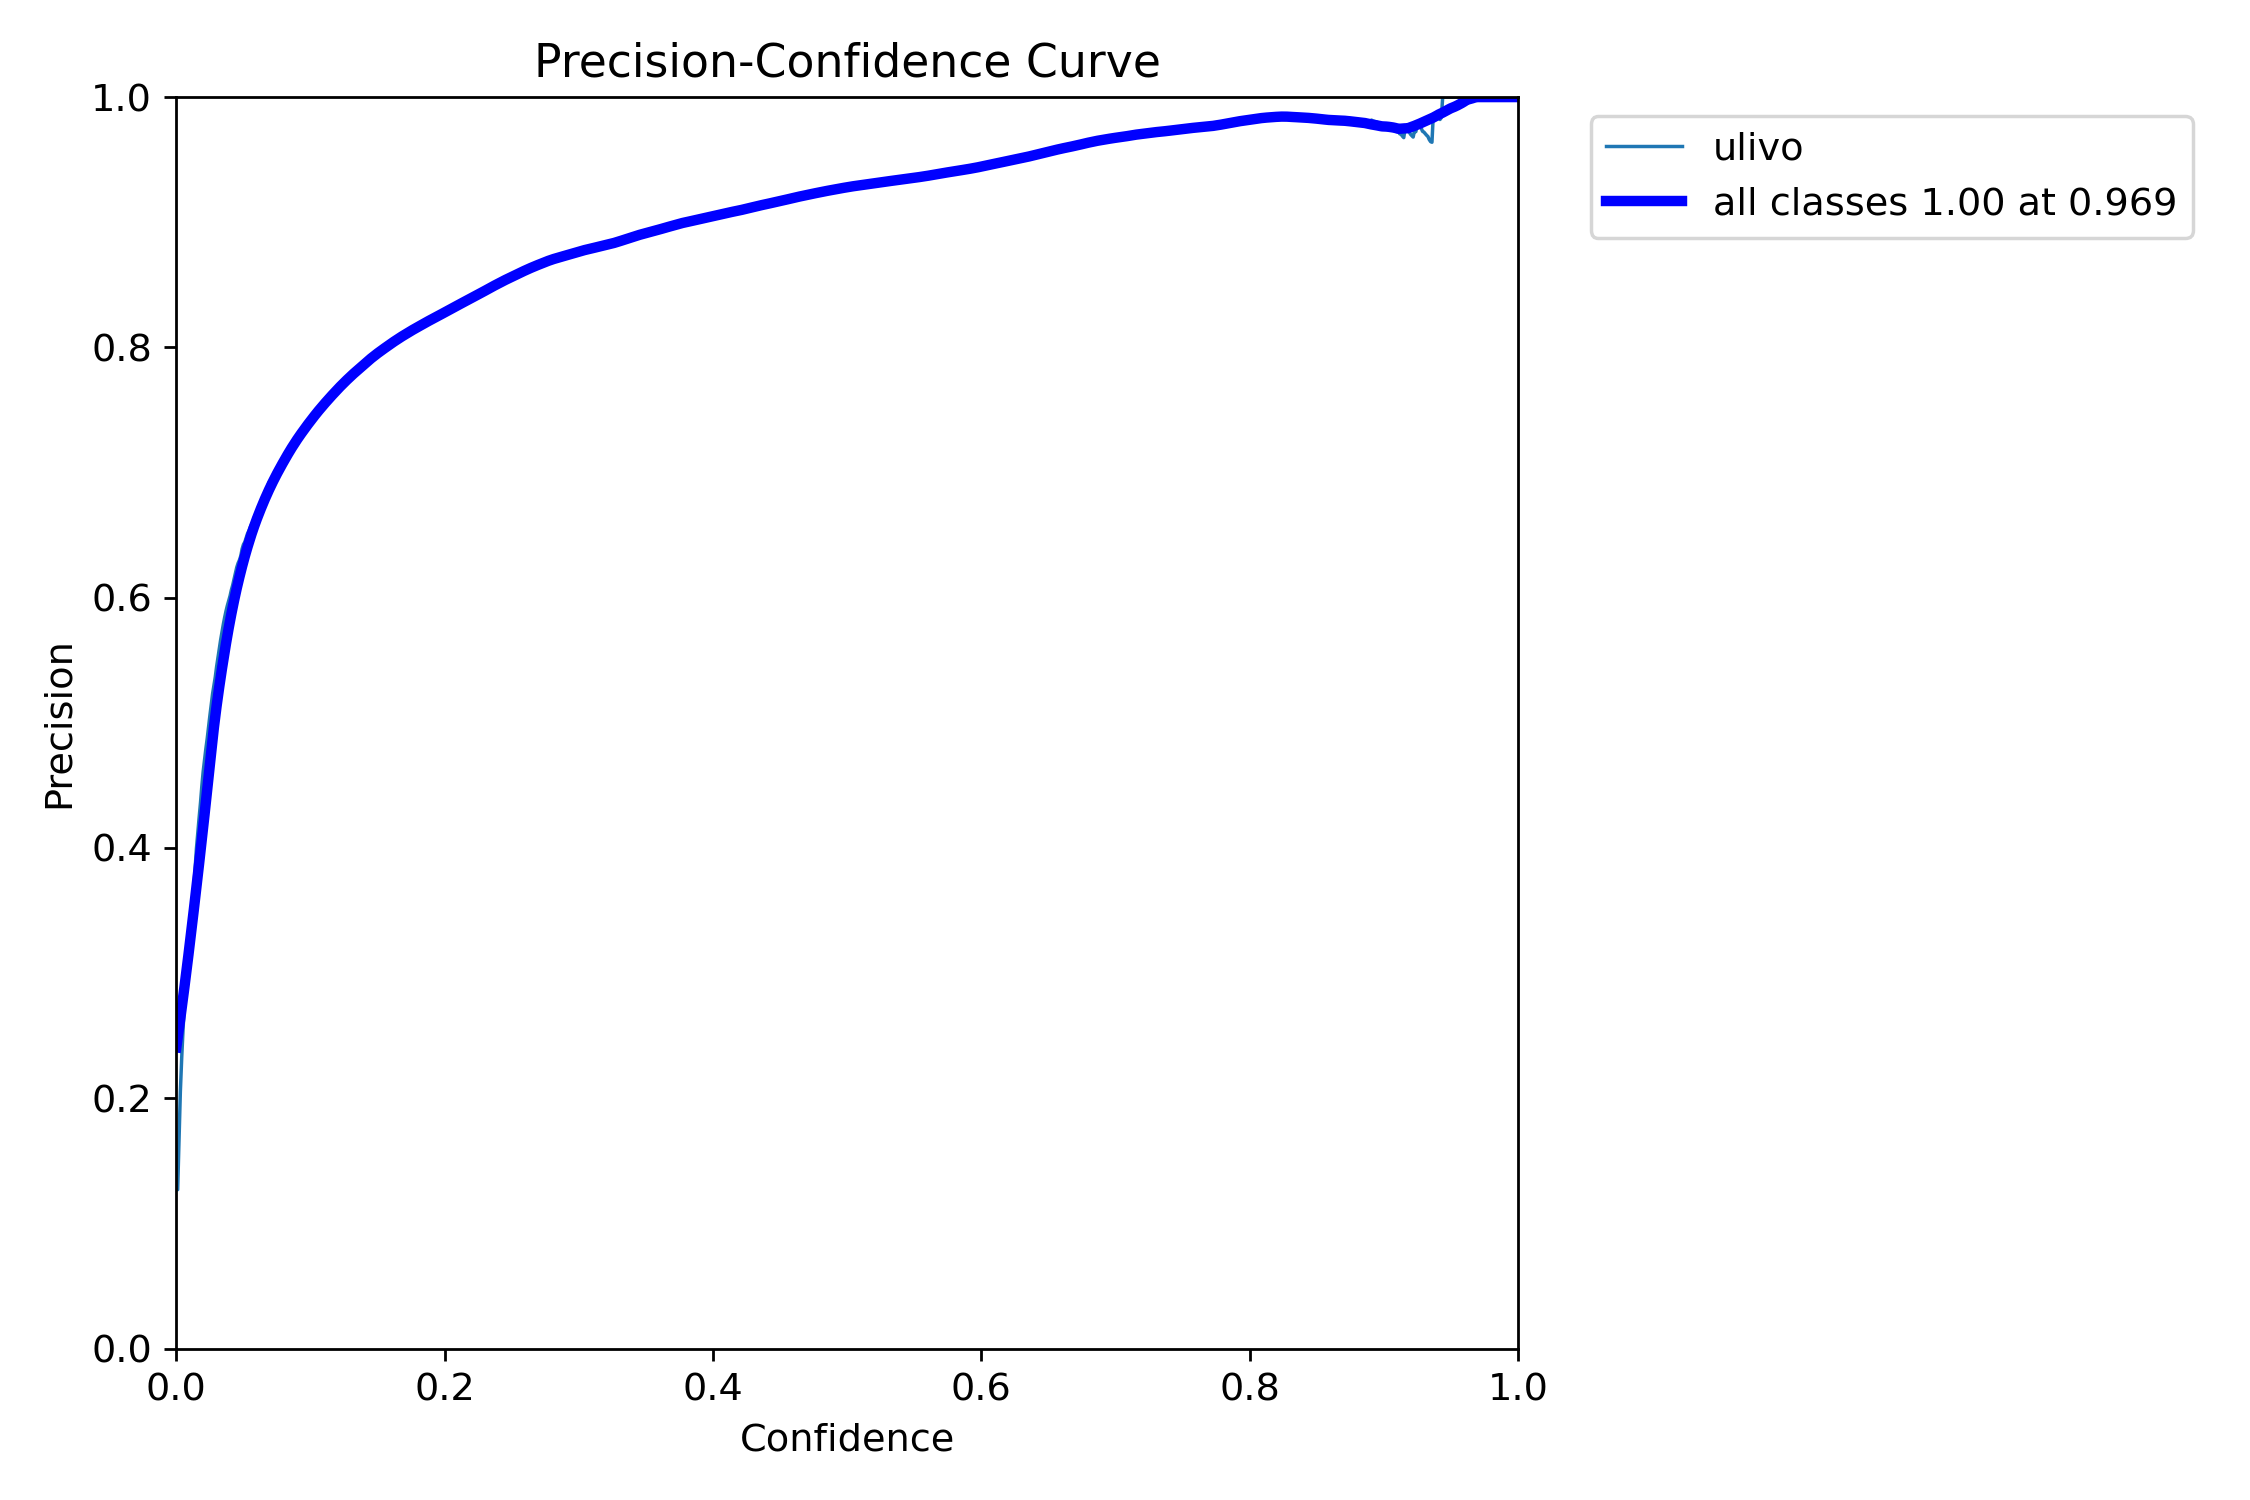 Precision-Confidence Curve
1.0
0.8
0.6
0.4
0.2
0.0
Precision
0.0 0.2 0.4 0.6 0.8 1.0
Confidence
ulivo
all classes 1.00 at 0.969